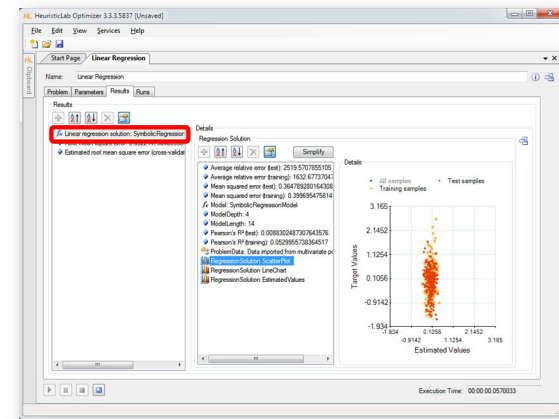 HeuristicLab Optimizer 3.3.3.5837 [Unsaved]
File Edit View Services Help
Start Page Linear Regression
Clipboard
Name: Linear Regression
Problem Parameters Results Runs
Results
Linear regression solution: SymbolicRegression
Estimated root mean square error (cross-validat
Details
Regression Solution
Simplify
Average relative error (test): 2519.5707855105
Average relative error (training): 1632.67737047
Mean squared error (test): 0.364789280164308
Mean squared error (training): 0.399695475814
Model: SymbolicRegressionModel
ModelDepth: 4
ModelLength: 14
Pearson's R² (test): 0.0088302487307643576
Pearson's R² (training): 0.0529955738364517
ProblemData: Data imported from multivariate po
RegressionSolution ScatterPlot
RegressionSolution LineChart
RegressionSolution EstimatedValues
Details
All samples Test samples
Training samples
3.165
2.1452
1.1254
0.1056
-0.9142
-1.934
Target Values
-1.934 0.1056 2.1452
-0.9142 1.1254 3.165
Estimated Values
Execution Time: 00:00:00.0570033